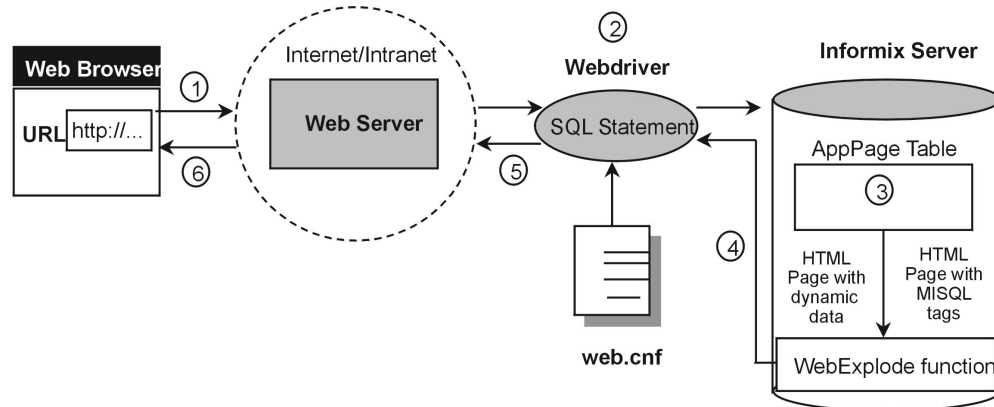 Web Browser
URL
http://...
①
⑥
Internet/Intranet
Web Server
②
Webdriver
SQL Statement
⑤
web.cnf
④
Informix Server
AppPage Table
③
HTML
Page with
dynamic
data
HTML
Page with
MISQL
tags
WebExplode function